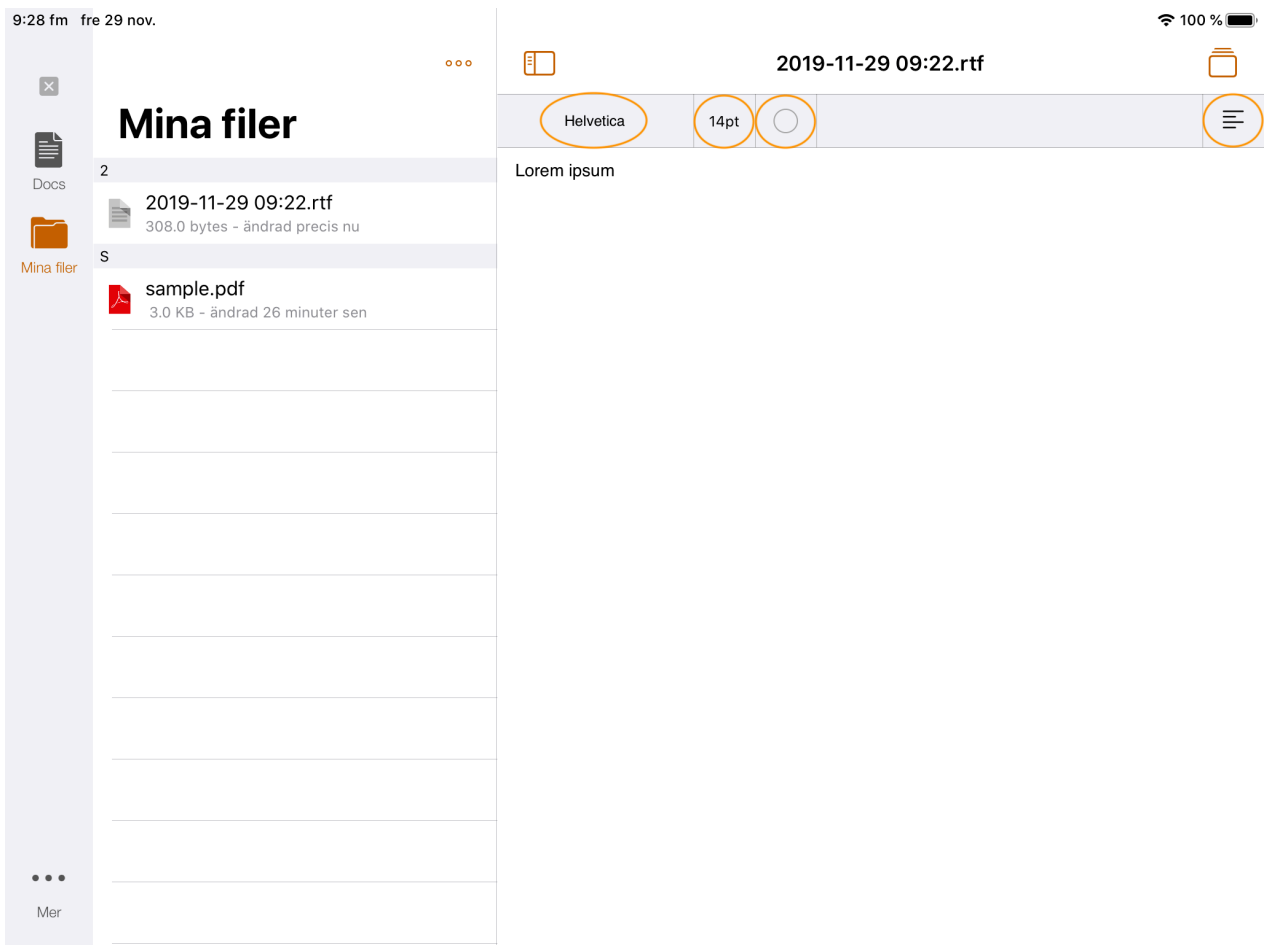 9:28 fm fre 29 nov.
100 %
Docs
Mina filer
Mer
Mina filer
2
2019-11-29 09:22.rtf
308.0 bytes - ändrad precis nu
S
sample.pdf
3.0 KB - ändrad 26 minuter sen
2019-11-29 09:22.rtf
Helvetica
14pt
Lorem ipsum